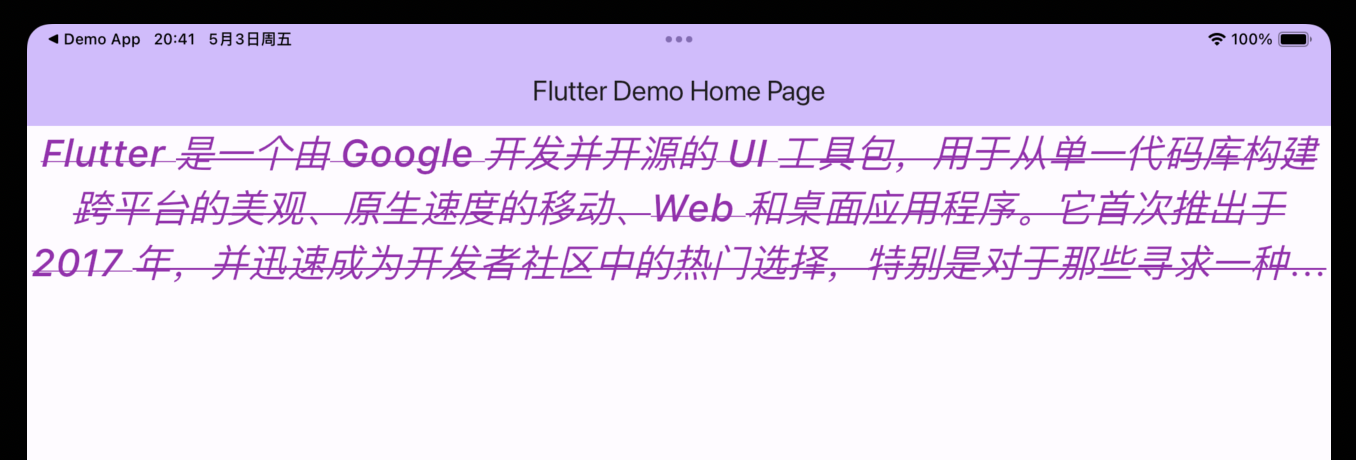 ◀ Demo App 20:41 5月3日周五 100%
Flutter Demo Home Page
Flutter 是一个由 Google 开发并开源的 UI 工具包，用于从单一代码库构建
跨平台的美观、原生速度的移动、Web 和桌面应用程序。它首次推出于
2017 年，并迅速成为开发者社区中的热门选择，特别是对于那些寻求一种...